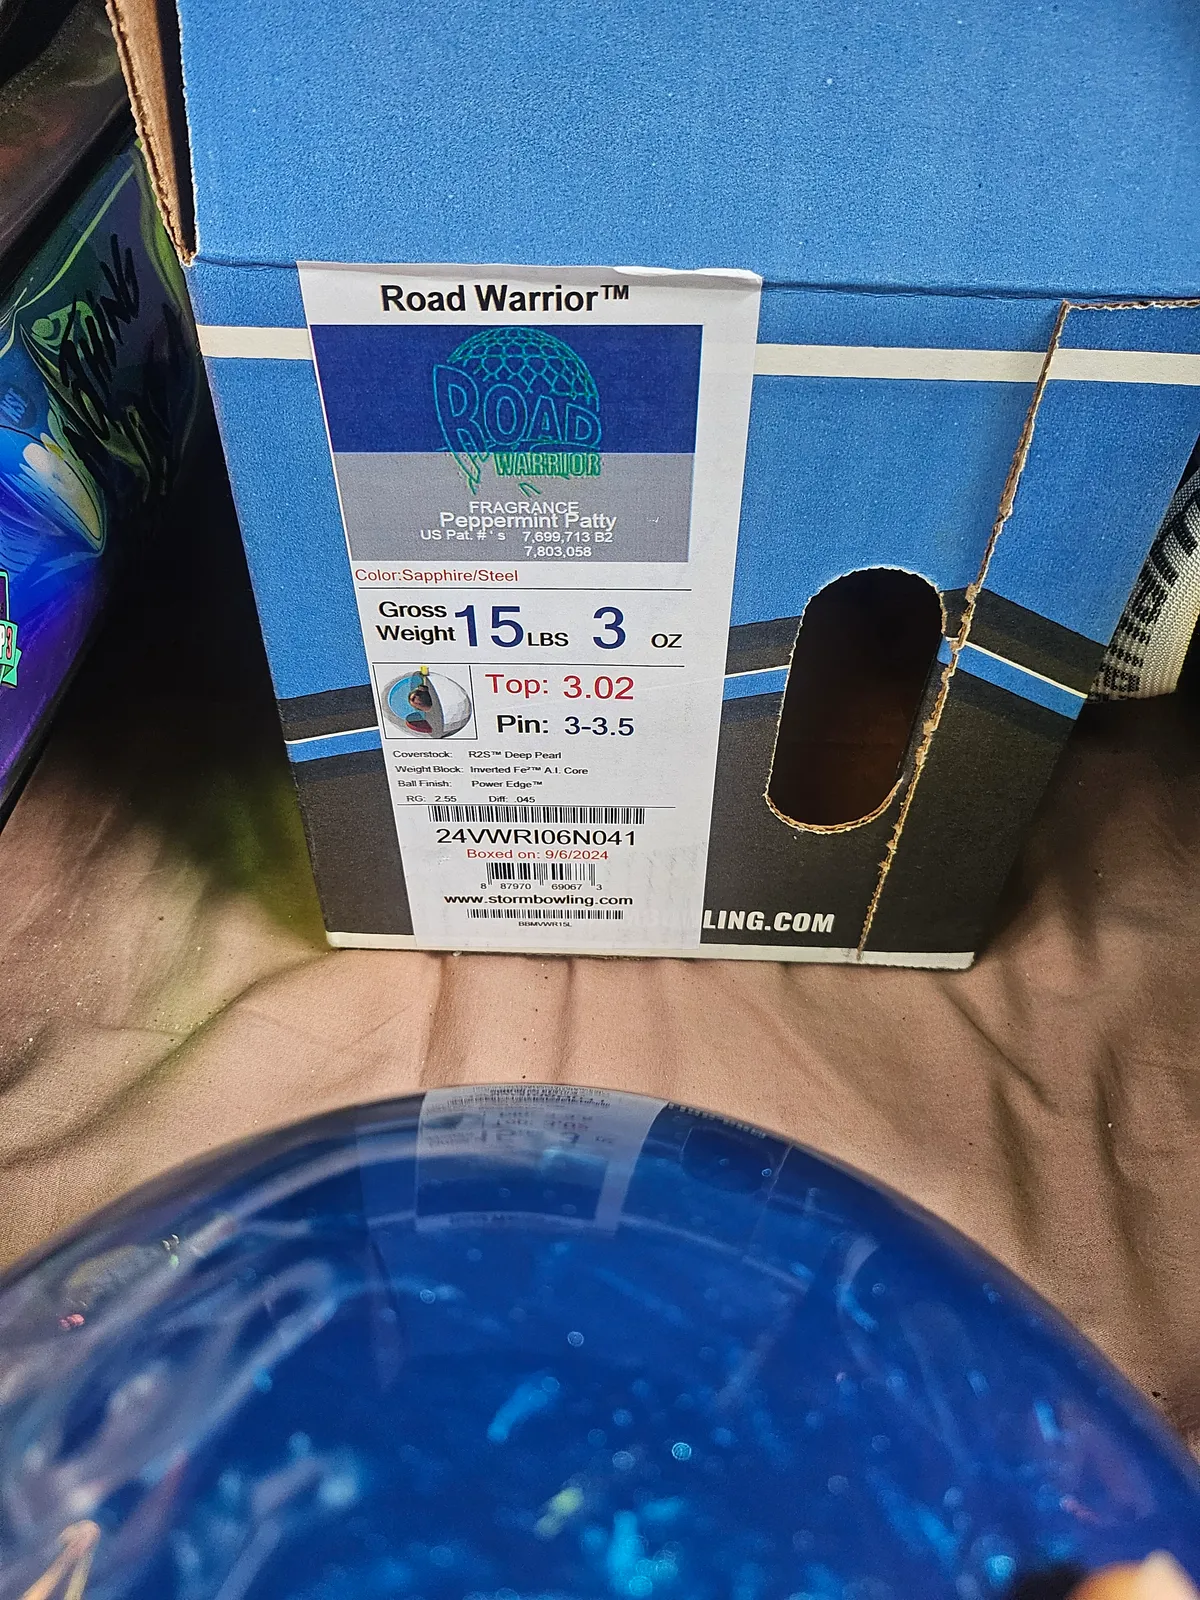 Road Warrior™
ROAD
WARRIOR
FRAGRANCE
Peppermint Patty
US Pat. #'s 7,699,713 B2
7,803,058
Color:Sapphire/Steel
Gross
Weight 15 LBS 3 OZ
Top: 3.02
Pin: 3-3.5
Coverstock: R2S™ Deep Pearl
Weight Block: Inverted Fe²™ A.I. Core
Ball Finish: Power Edge™
RG: 2.55 Diff: .045
24VWRI06N041
Boxed on: 9/6/2024
8 87970 69067 3
www.stormbowling.com
BBMVWR15L
LING.COM